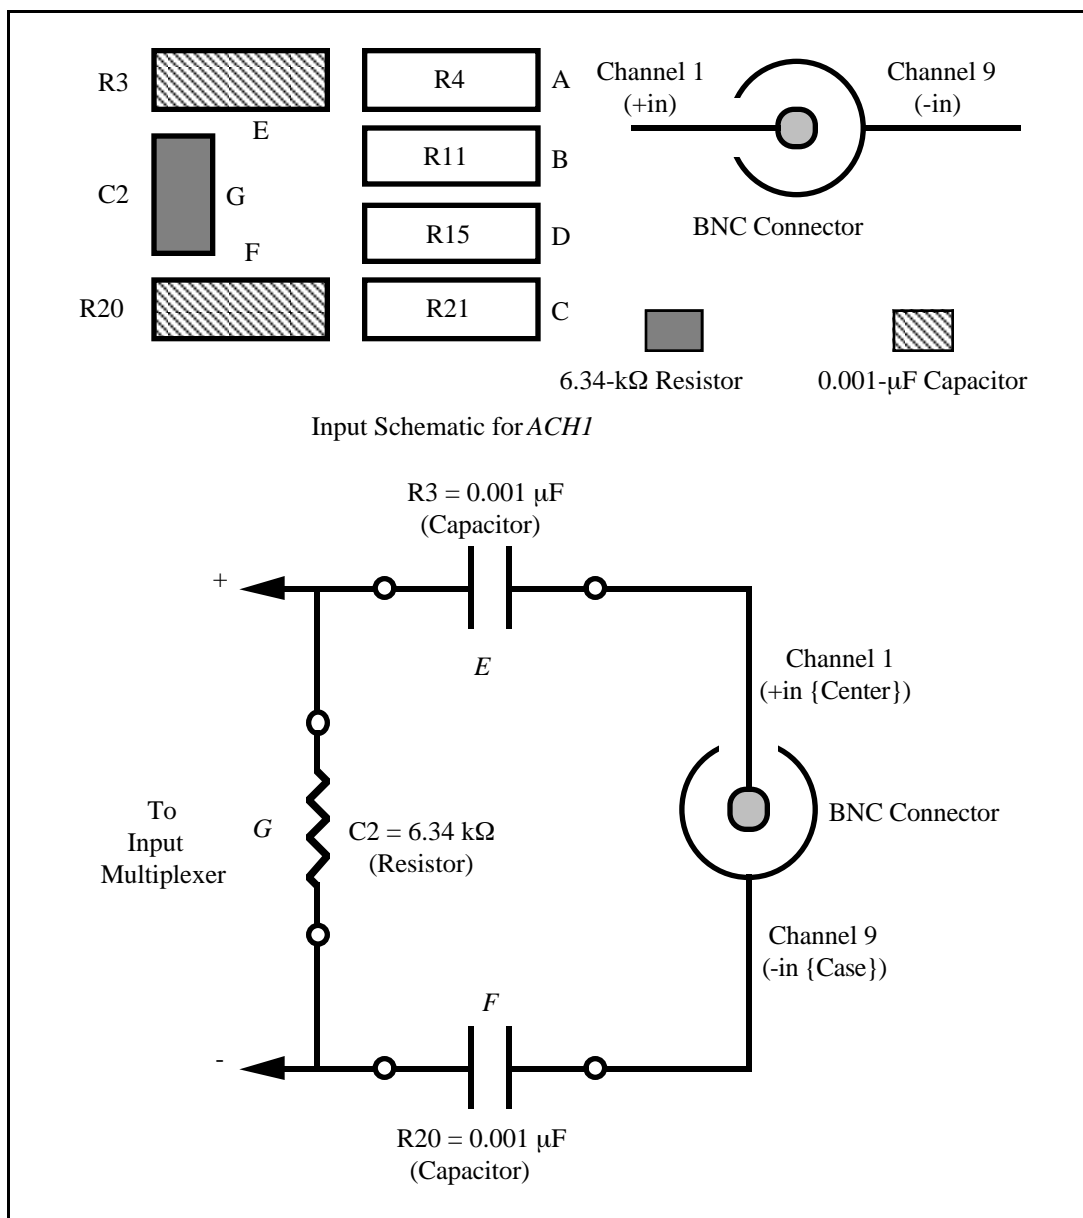 R3
R4
A
E
R11
B
C2
G
R15
D
F
R20
R21
C
Channel 1
(+in)
Channel 9
(-in)
BNC Connector
6.34-kΩ Resistor
0.001-μF Capacitor
Input Schematic for ACH1
R3 = 0.001 μF
(Capacitor)
+
E
Channel 1
(+in {Center})
To
Input
Multiplexer
G
C2 = 6.34 kΩ
(Resistor)
BNC Connector
Channel 9
(-in {Case})
F
-
R20 = 0.001 μF
(Capacitor)